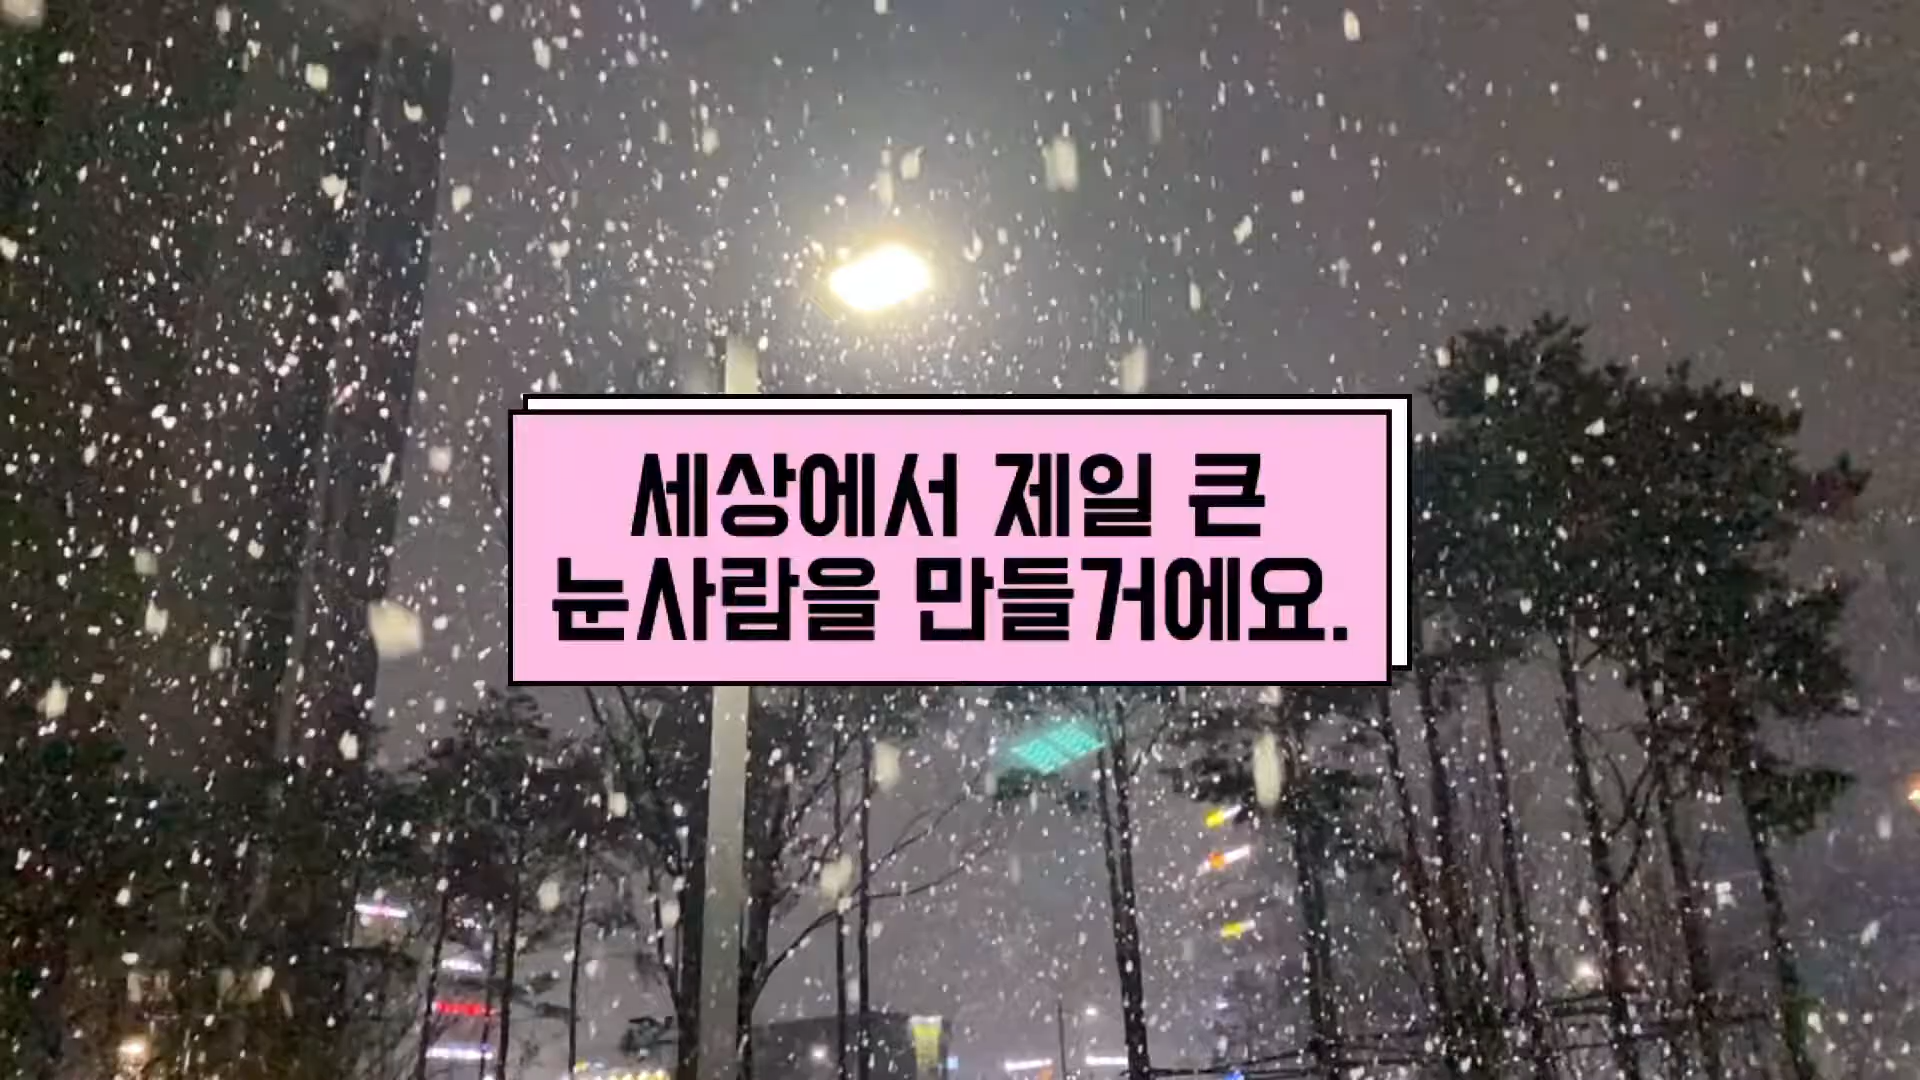 세상에서 제일 큰
눈사람을 만들거에요.